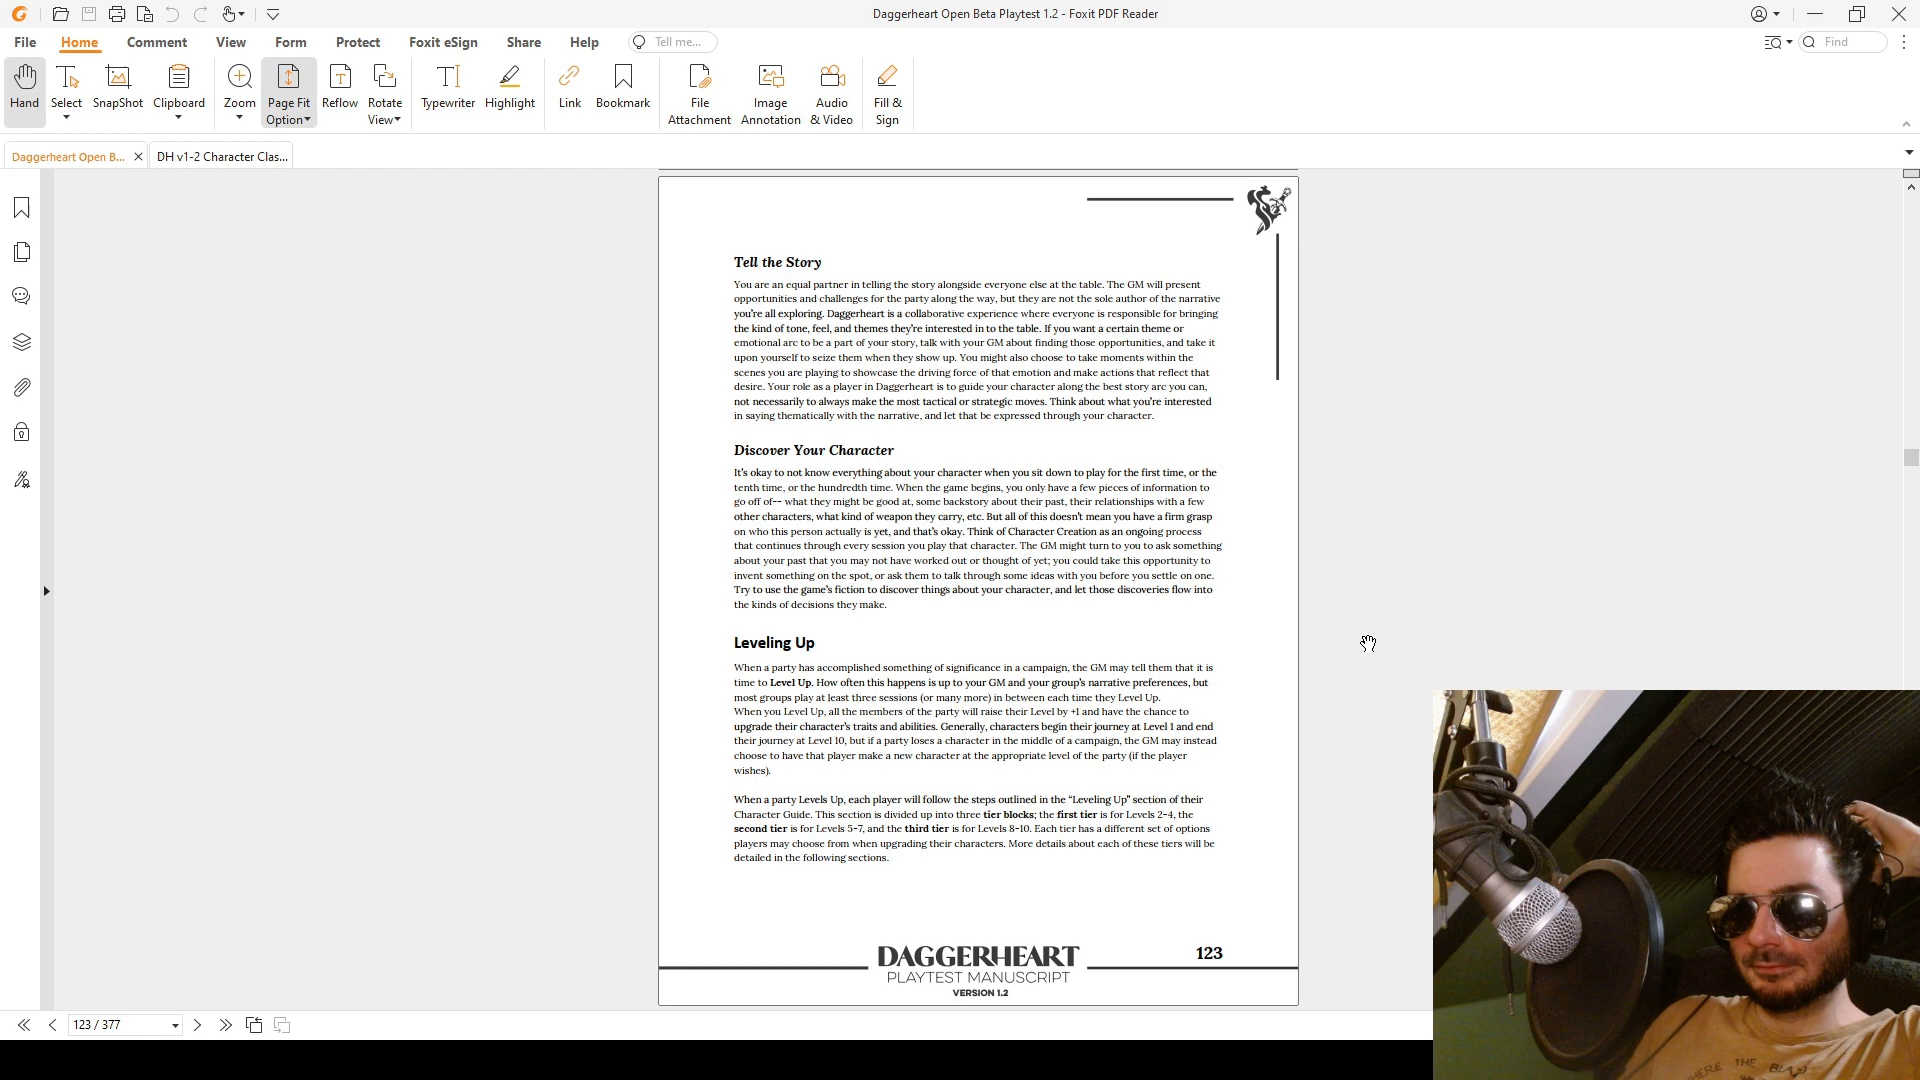 Daggerheart Open Beta Playtest 1.2 - Foxit PDF Reader
File Home Comment View Form Protect Foxit eSign Share Help Tell me... Find
Hand Select SnapShot Clipboard Zoom Page Fit Option Reflow Rotate View Typewriter Highlight Link Bookmark File Attachment Image Annotation Audio & Video Fill & Sign
Daggerheart Open B... DH v1-2 Character Clas...
Tell the Story
You are an equal partner in telling the story alongside everyone else at the table. The GM will present
opportunities and challenges for the party along the way, but they are not the sole author of the narrative
you're all exploring. Daggerheart is a collaborative experience where everyone is responsible for bringing
the kind of tone, feel, and themes they're interested in to the table. If you want a certain theme or
emotional arc to be a part of your story, talk with your GM about finding those opportunities, and take it
upon yourself to seize them when they show up. You might also choose to take moments within the
scenes you are playing to showcase the driving force of that emotion and make actions that reflect that
desire. Your role as a player in Daggerheart is to guide your character along the best story arc you can,
not necessarily to always make the most tactical or strategic moves. Think about what you're interested
in saying thematically with the narrative, and let that be expressed through your character.
Discover Your Character
It's okay to not know everything about your character when you sit down to play for the first time, or the
tenth time, or the hundredth time. When the game begins, you only have a few pieces of information to
go off of-- what they might be good at, some backstory about their past, their relationships with a few
other characters, what kind of weapon they carry, etc. But all of this doesn't mean you have a firm grasp
on who this person actually is yet, and that's okay. Think of Character Creation as an ongoing process
that continues through every session you play that character. The GM might turn to you to ask something
about your past that you may not have worked out or thought of yet; you could take this opportunity to
invent something on the spot, or ask them to talk through some ideas with you before you settle on one.
Try to use the game's fiction to discover things about your character, and let those discoveries flow into
the kinds of decisions they make.
Leveling Up
When a party has accomplished something of significance in a campaign, the GM may tell them that it is
time to Level Up. How often this happens is up to your GM and your group's narrative preferences, but
most groups play at least three sessions (or many more) in between each time they Level Up.
When you Level Up, all the members of the party will raise their Level by +1 and have the chance to
upgrade their character's traits and abilities. Generally, characters begin their journey at Level 1 and end
their journey at Level 10, but if a party loses a character in the middle of a campaign, the GM may instead
choose to have that player make a new character at the appropriate level of the party (if the player
wishes).
When a party Levels Up, each player will follow the steps outlined in the “Leveling Up” section of their
Character Guide. This section is divided up into three tier blocks; the first tier is for Levels 2-4, the
second tier is for Levels 5-7, and the third tier is for Levels 8-10. Each tier has a different set of options
players may choose from when upgrading their characters. More details about each of these tiers will be
detailed in the following sections.
DAGGERHEART
PLAYTEST MANUSCRIPT
VERSION 1.2
123
123 / 377
THE